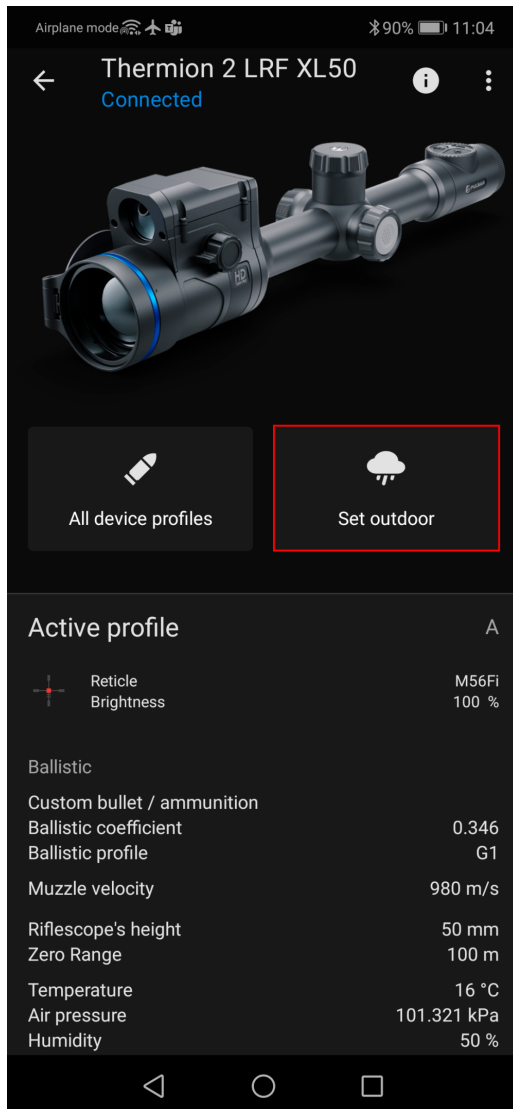 Airplane mode 90% 11:04
Thermion 2 LRF XL50
Connected
HD
PULSAR
All device profiles
Set outdoor
Active profile A
Reticle M56Fi
Brightness 100 %
Ballistic
Custom bullet / ammunition
Ballistic coefficient 0.346
Ballistic profile G1
Muzzle velocity 980 m/s
Riflescope's height 50 mm
Zero Range 100 m
Temperature 16 °C
Air pressure 101.321 kPa
Humidity 50 %